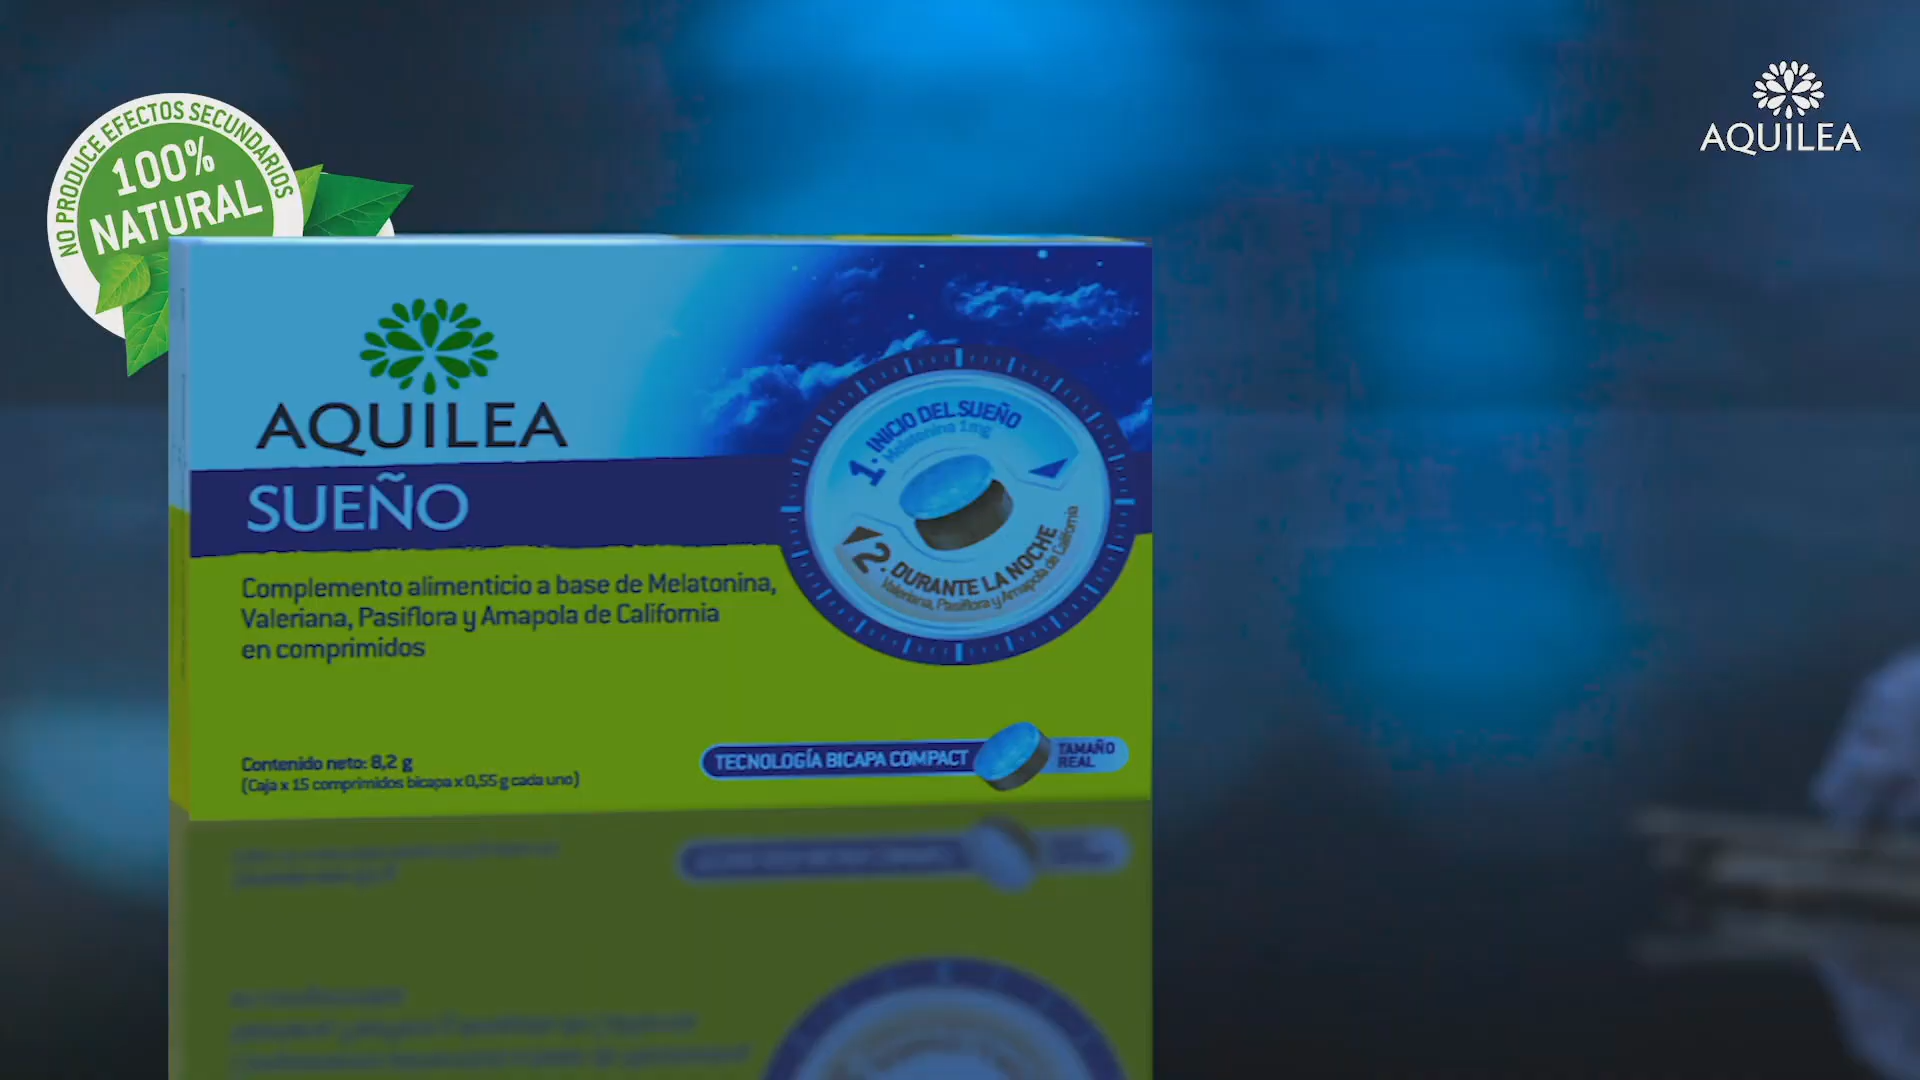 NO PRODUCE EFECTOS SECUNDARIOS
100%
NATURAL
AQUILEA
AQUILEA
SUEÑO
Complemento alimenticio a base de Melatonina,
Valeriana, Pasiflora y Amapola de California
en comprimidos
1. INICIO DEL SUEÑO
Melatonina 1mg
2. DURANTE LA NOCHE
Valeriana, Pasiflora y Amapola de California
Contenido neto: 8,2 g
(Caja x 15 comprimidos bicapa x 0,55 g cada uno)
TECNOLOGÍA BICAPA COMPACT
TAMAÑO
REAL